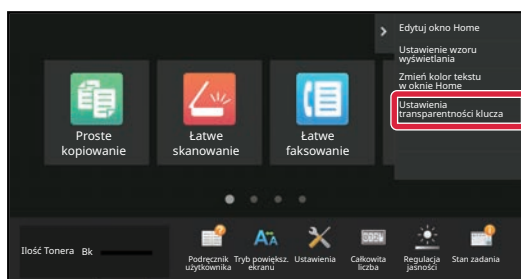 Edytuj okno Home
Ustawienie wzoru
wyświetlania
Zmień kolor tekstu
w oknie Home
Ustawienia
transparentności klucza
Proste
kopiowanie
Łatwe
skanowanie
Łatwe
faksowanie
Ilość Tonera Bk
Podręcznik
użytkownika
Tryb powiększ.
ekranu
Ustawienia
Całkowita
liczba
Regulacja
jasności
Stan zadania